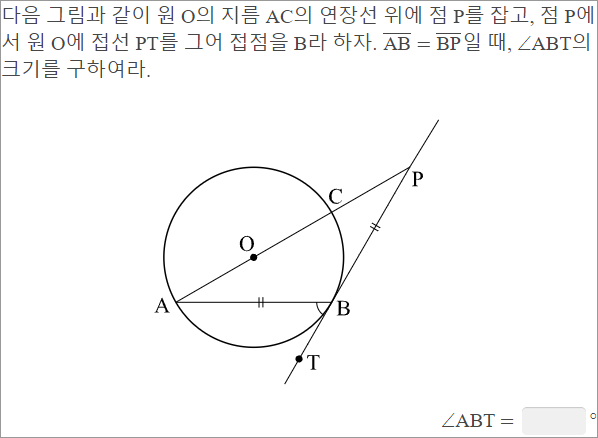 다음 그림과 같이 원 O의 지름 AC의 연장선 위에 점 P를 잡고, 점 P에
서 원 O에 접선 PT를 그어 접점을 B라 하자. A͞B͞ = B͞P͞일 때, ∠ABT의
크기를 구하여라.
P
C
O
A
B
T
∠ABT = °